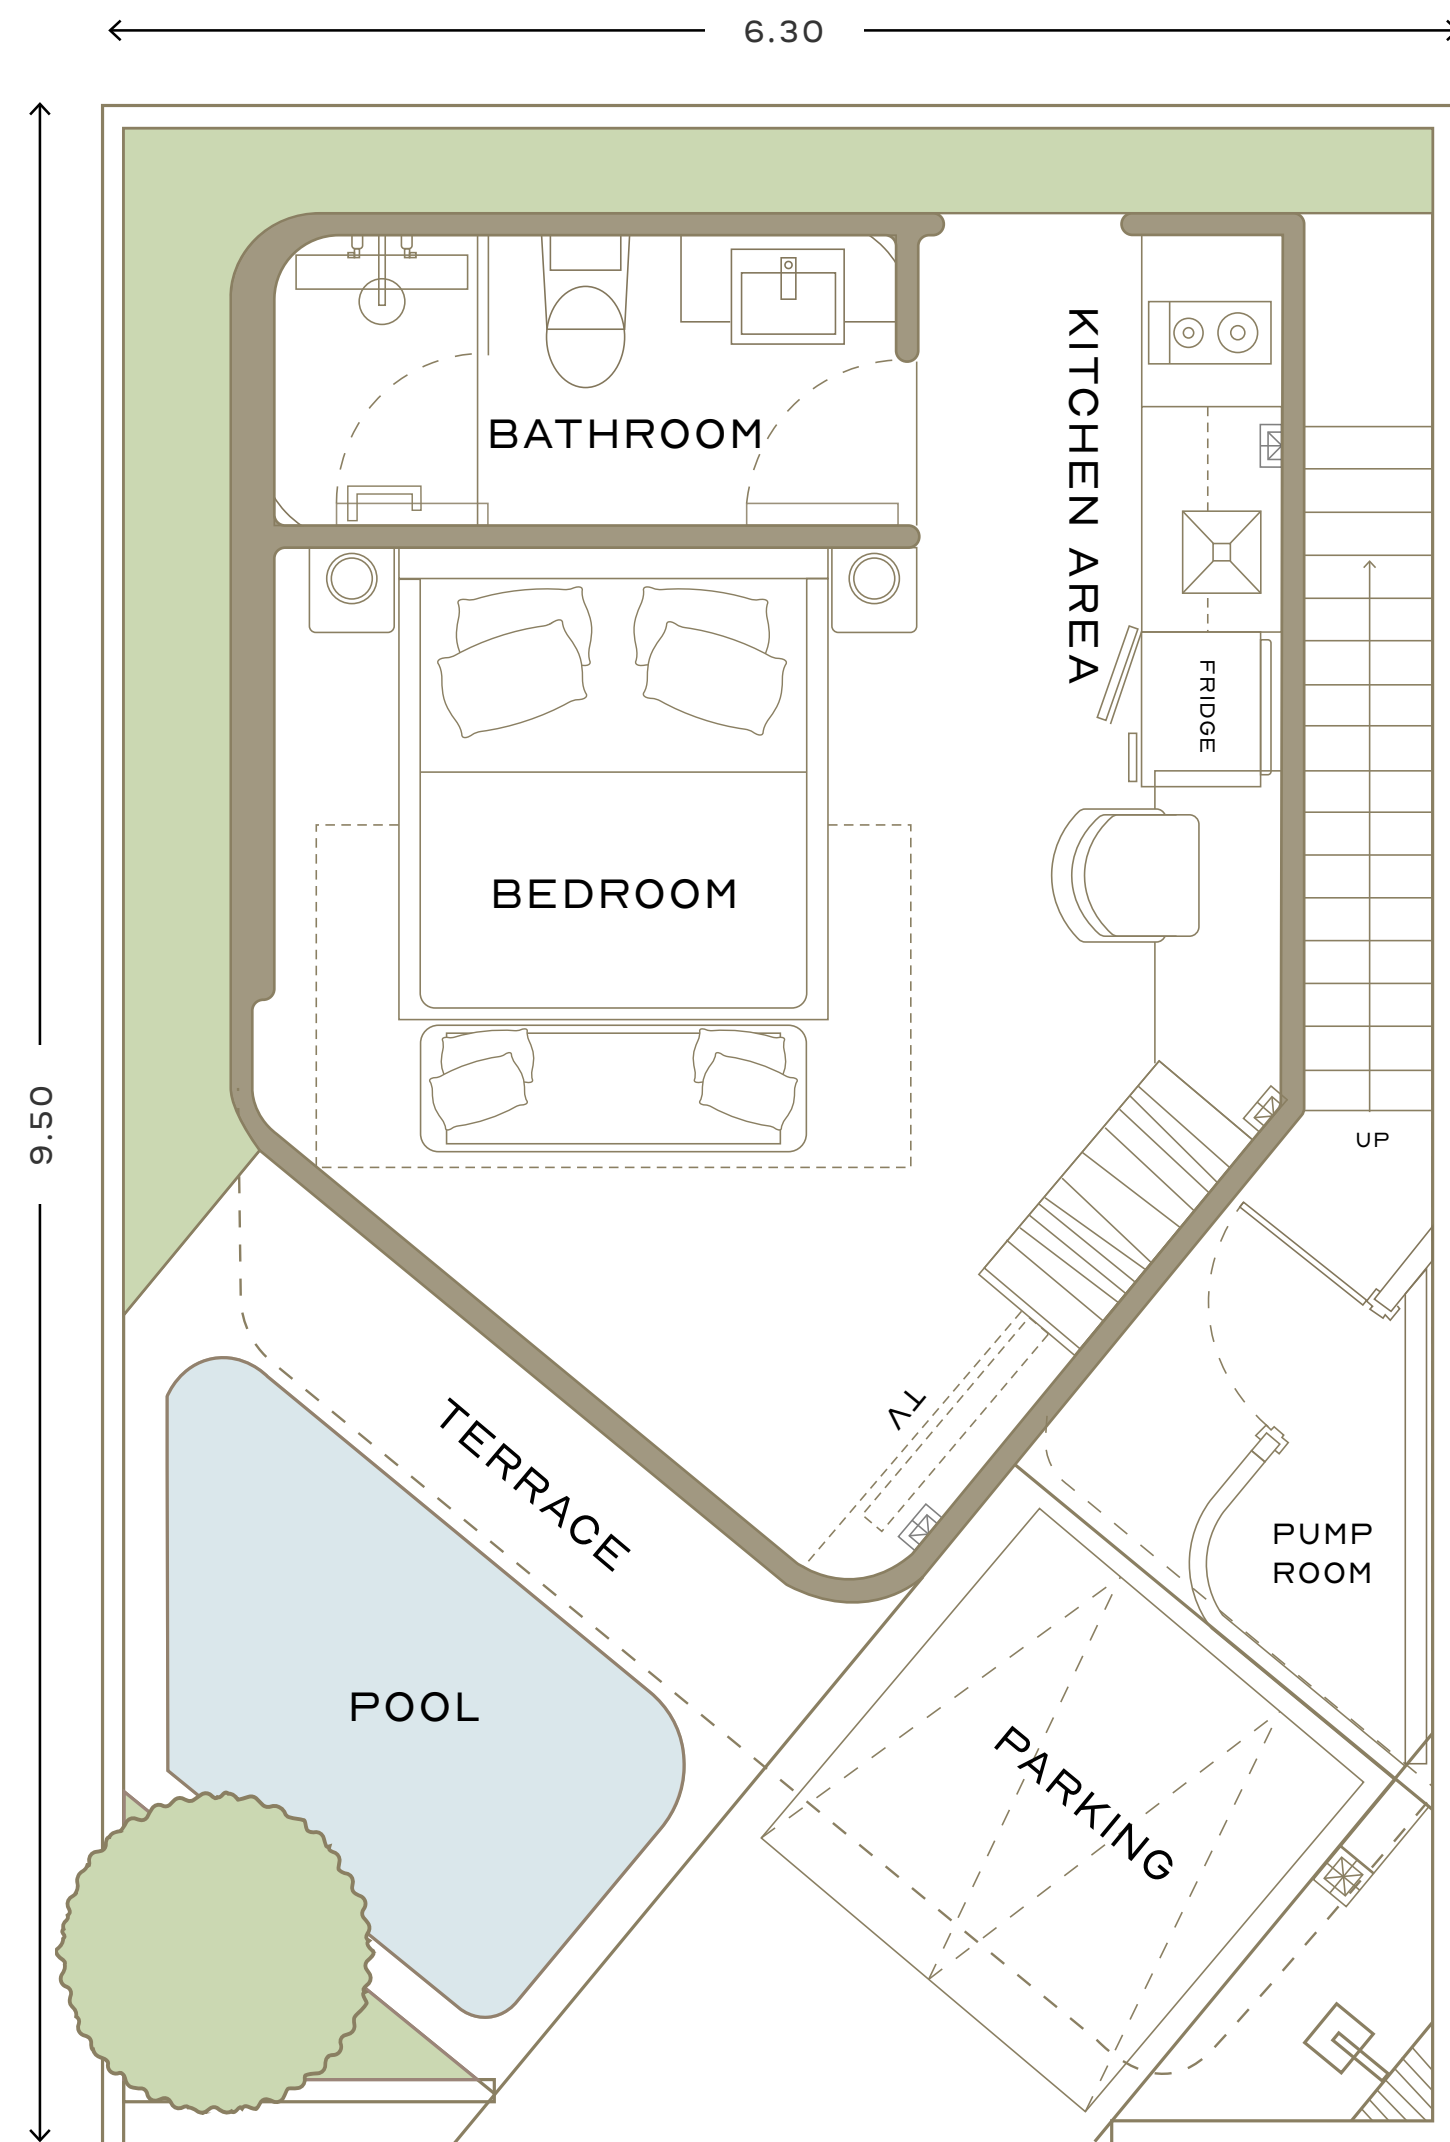 6.30
KITCHEN AREA
BATHROOM
FRIDGE
BEDROOM
9.50
UP
TV
TERRACE
PUMP
ROOM
POOL
PARKING